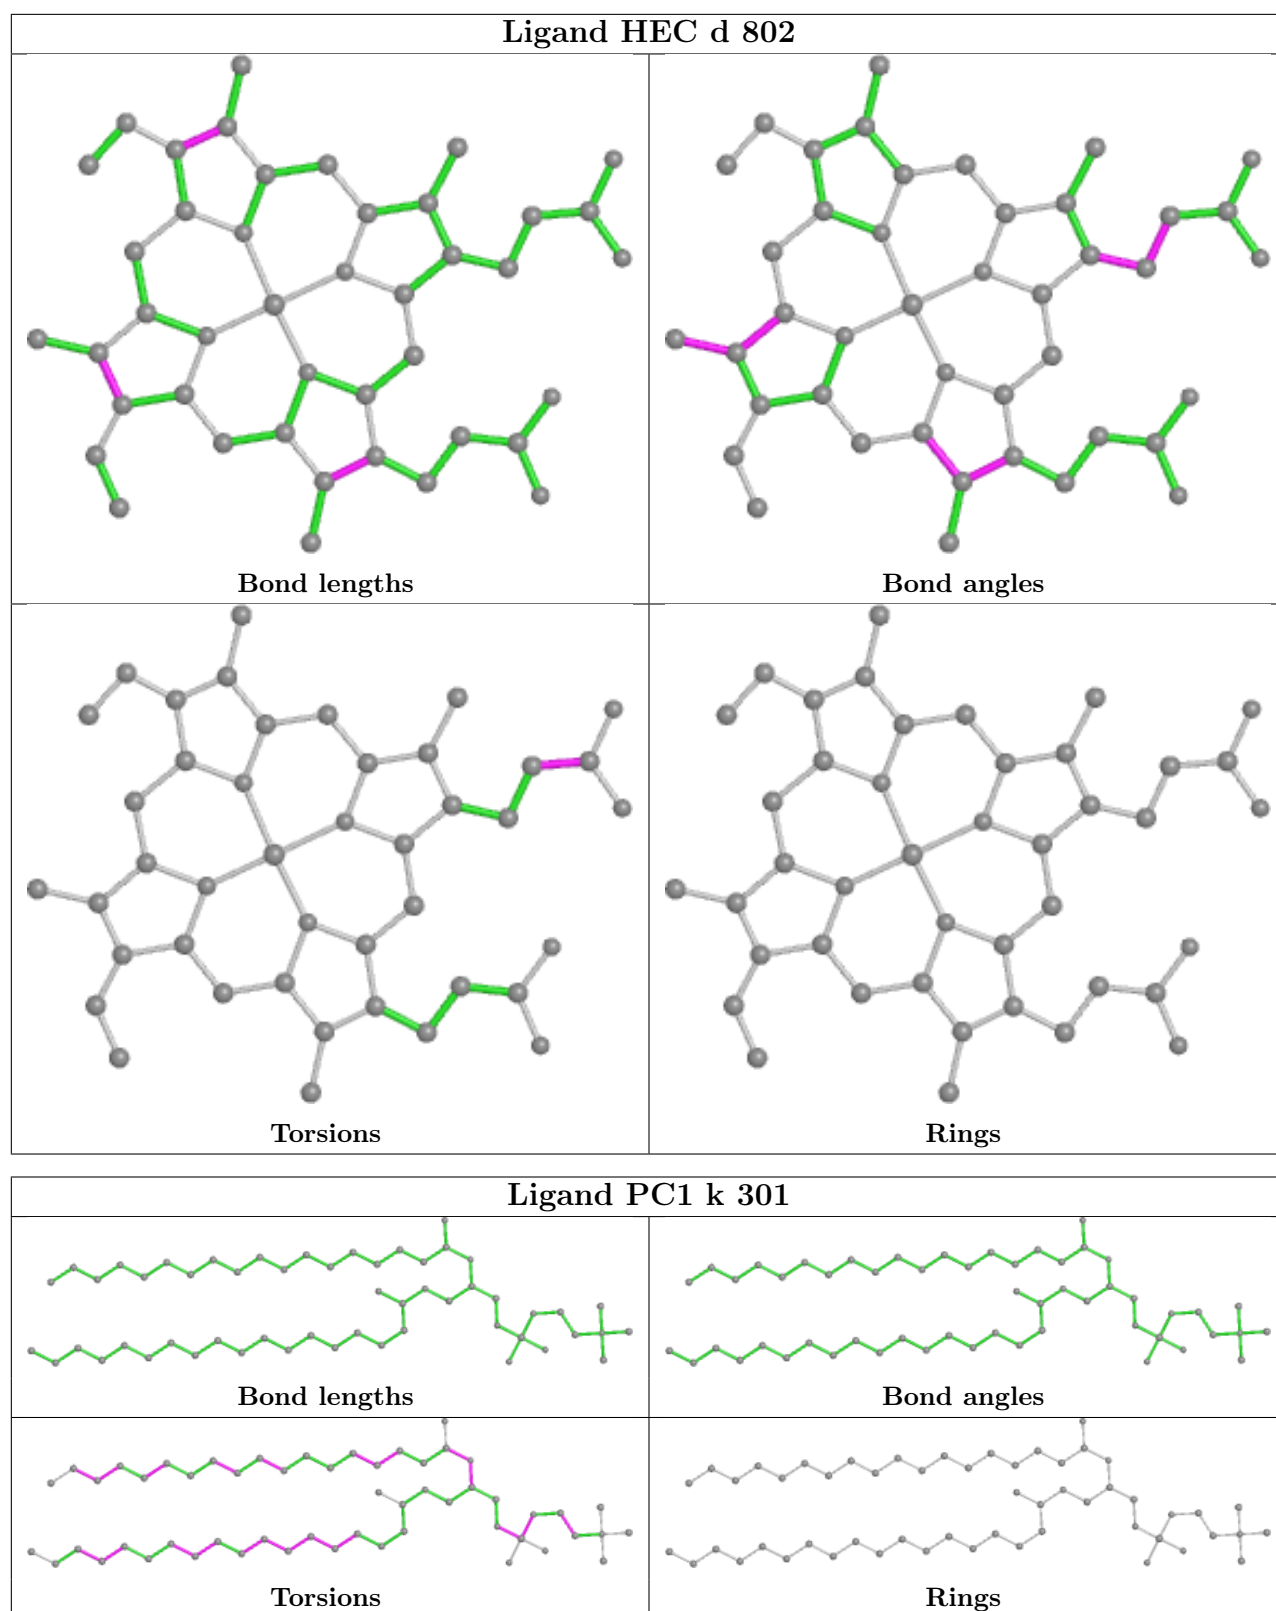 Ligand HEC d 802
Bond lengths
Bond angles
Torsions
Rings
Ligand PC1 k 301
Bond lengths
Bond angles
Torsions
Rings